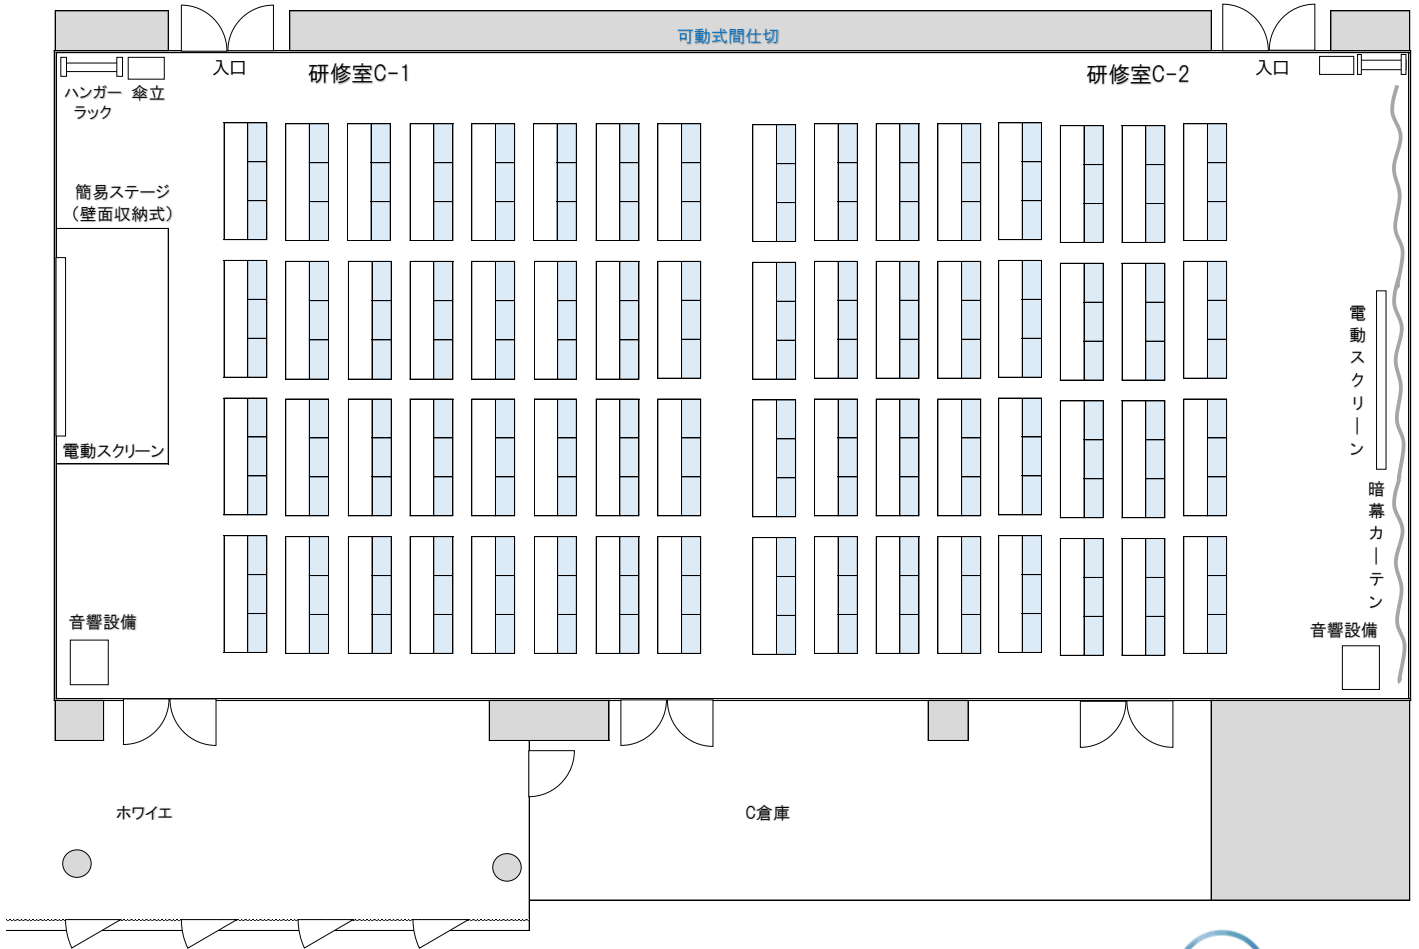 可動式間仕切
入口
研修室C-1
研修室C-2
入口
ハンガー
ラック
傘立
簡易ステージ
（壁面収納式）
電動スクリーン
電動スクリーン
暗幕カーテン
音響設備
音響設備
ホワイエ
C倉庫